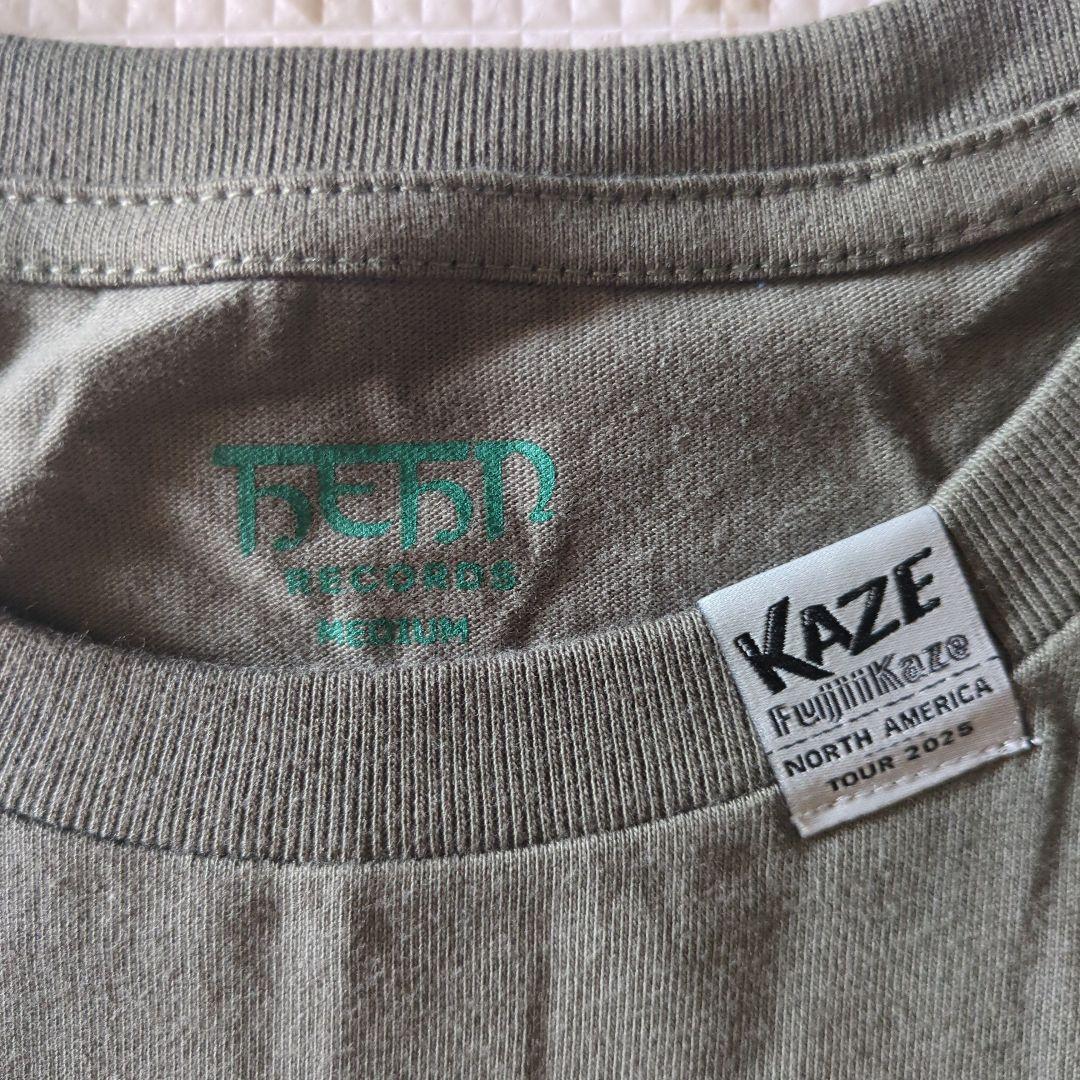 HEHN
RECORDS
MEDIUM
KAZE
FujiiKaze
NORTH AMERICA
TOUR 2025